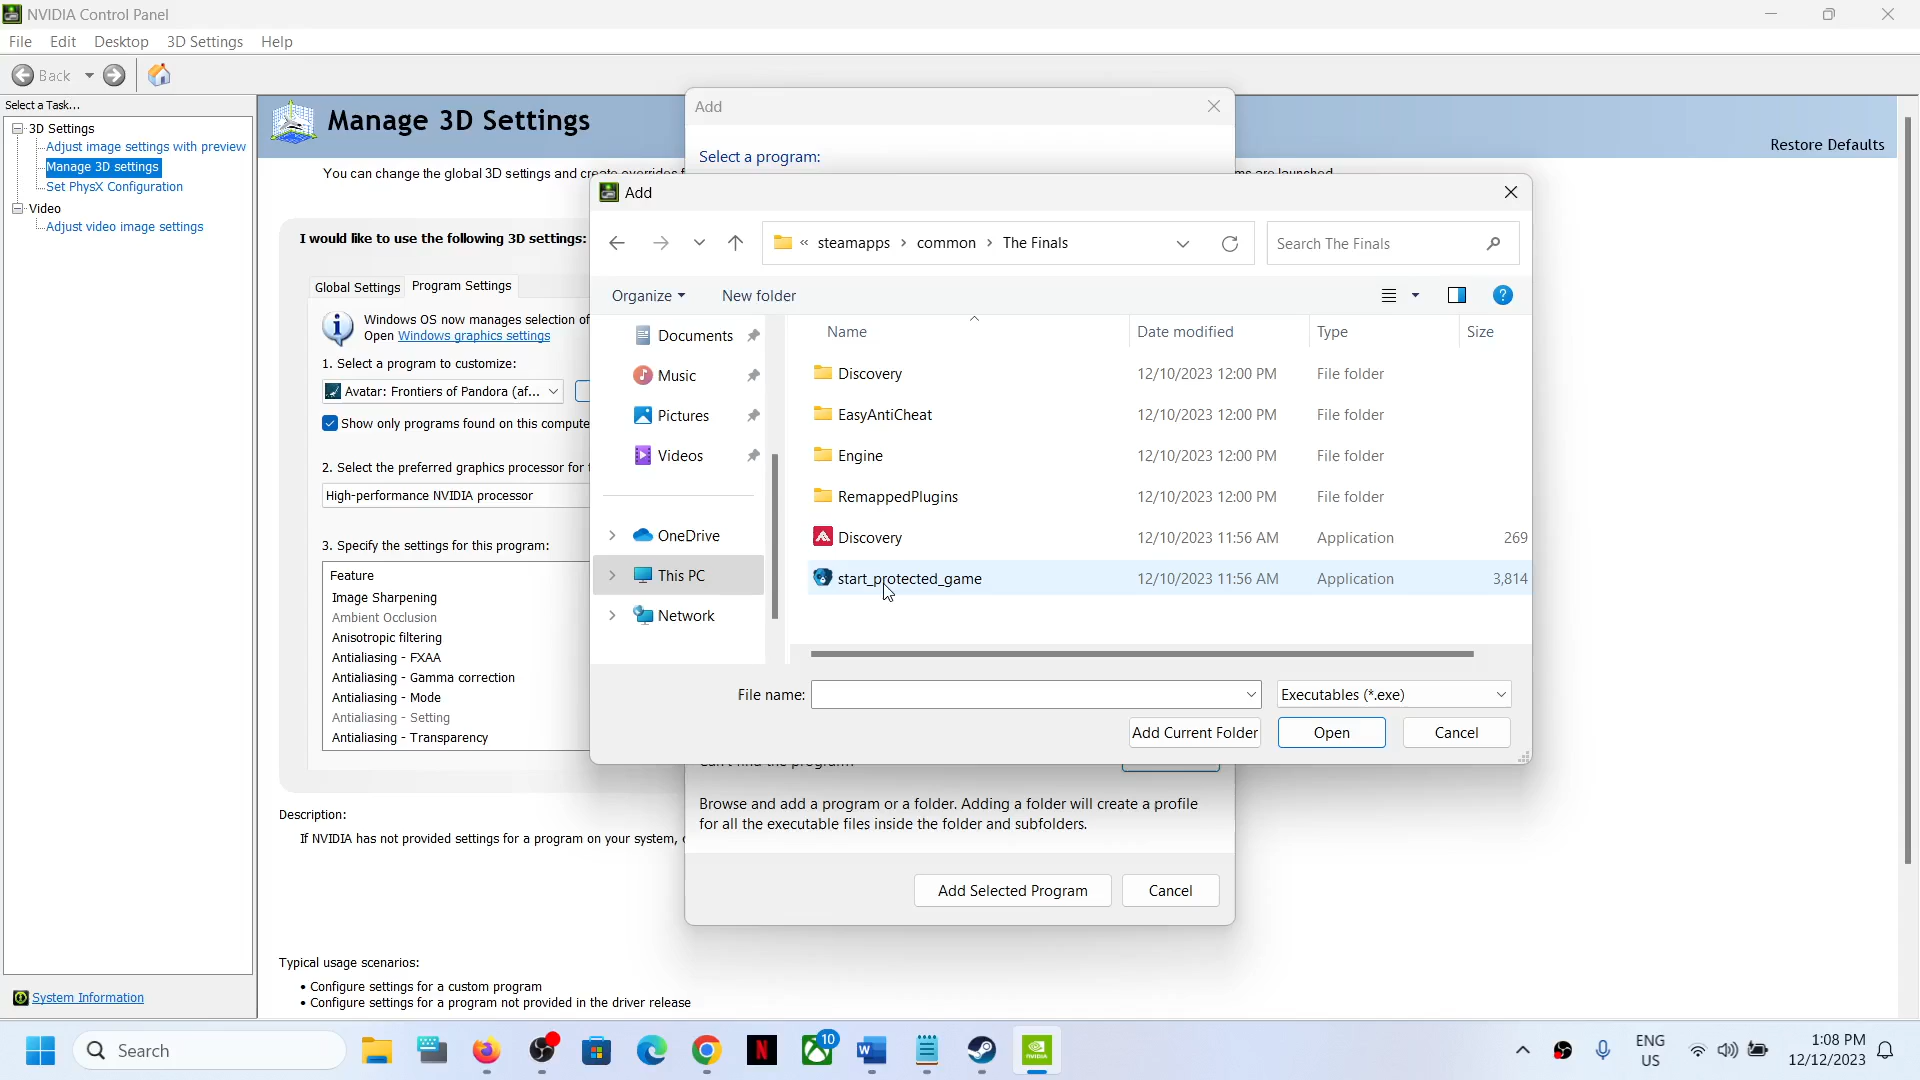 NVIDIA Control Panel
File Edit Desktop 3D Settings Help
Back
Select a Task...
3D Settings
Adjust image settings with preview
Manage 3D settings
Set PhysX Configuration
Video
Adjust video image settings
System Information
Manage 3D Settings
Restore Defaults
You can change the global 3D settings and create overrides f
ms are launched.
I would like to use the following 3D settings:
Global Settings Program Settings
Windows OS now manages selection of
Open Windows graphics settings
1. Select a program to customize:
Avatar: Frontiers of Pandora (af...
Show only programs found on this compute
2. Select the preferred graphics processor for
High-performance NVIDIA processor
3. Specify the settings for this program:
Feature
Image Sharpening
Ambient Occlusion
Anisotropic filtering
Antialiasing - FXAA
Antialiasing - Gamma correction
Antialiasing - Mode
Antialiasing - Setting
Antialiasing - Transparency
Description:
If NVIDIA has not provided settings for a program on your system,
Typical usage scenarios:
• Configure settings for a custom program
• Configure settings for a program not provided in the driver release
Add
Select a program:
Add
« steamapps > common > The Finals
Search The Finals
Organize New folder
Documents
Music
Pictures
Videos
OneDrive
This PC
Network
Name Date modified Type Size
Discovery 12/10/2023 12:00 PM File folder
EasyAntiCheat 12/10/2023 12:00 PM File folder
Engine 12/10/2023 12:00 PM File folder
RemappedPlugins 12/10/2023 12:00 PM File folder
Discovery 12/10/2023 11:56 AM Application 269
start_protected_game 12/10/2023 11:56 AM Application 3,814
File name: Executables (*.exe)
Add Current Folder Open Cancel
Can't find the program?
Browse and add a program or a folder. Adding a folder will create a profile
for all the executable files inside the folder and subfolders.
Add Selected Program Cancel
Search
10
ENG
US
1:08 PM
12/12/2023